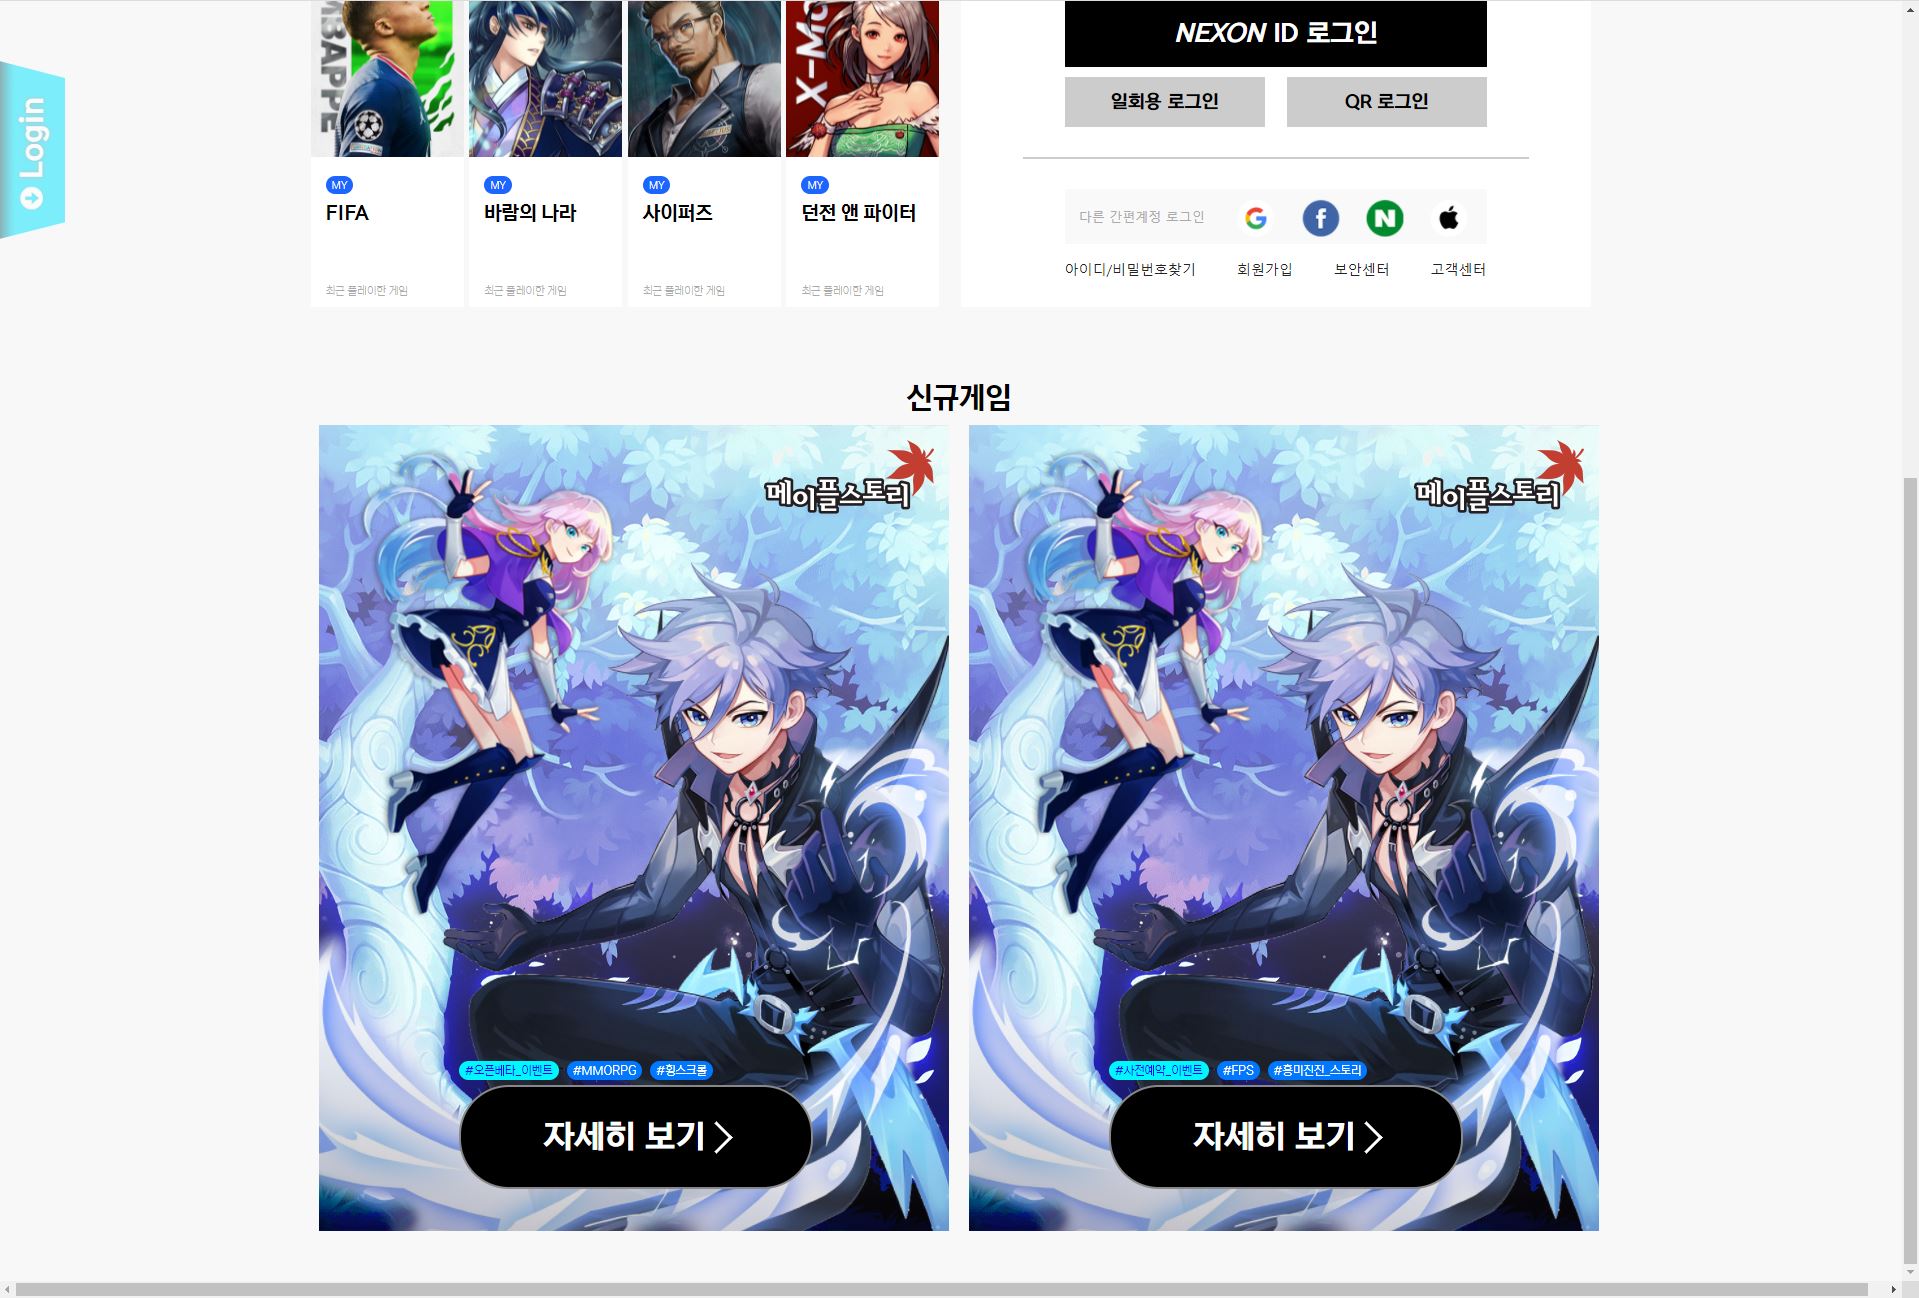 MBAPPE
X-Ma
NEXON ID 로그인
일회용 로그인
QR 로그인
Login
MY
FIFA
최근 플레이한 게임
MY
바람의 나라
최근 플레이한 게임
MY
사이퍼즈
최근 플레이한 게임
MY
던전 앤 파이터
최근 플레이한 게임
다른 간편계정 로그인
G
f
N
아이디/비밀번호찾기
회원가입
보안센터
고객센터
신규게임
메이플스토리
#오픈베타_이벤트
#MMORPG
#횡스크롤
자세히 보기
메이플스토리
#사전예약_이벤트
#FPS
#흥미진진_스토리
자세히 보기